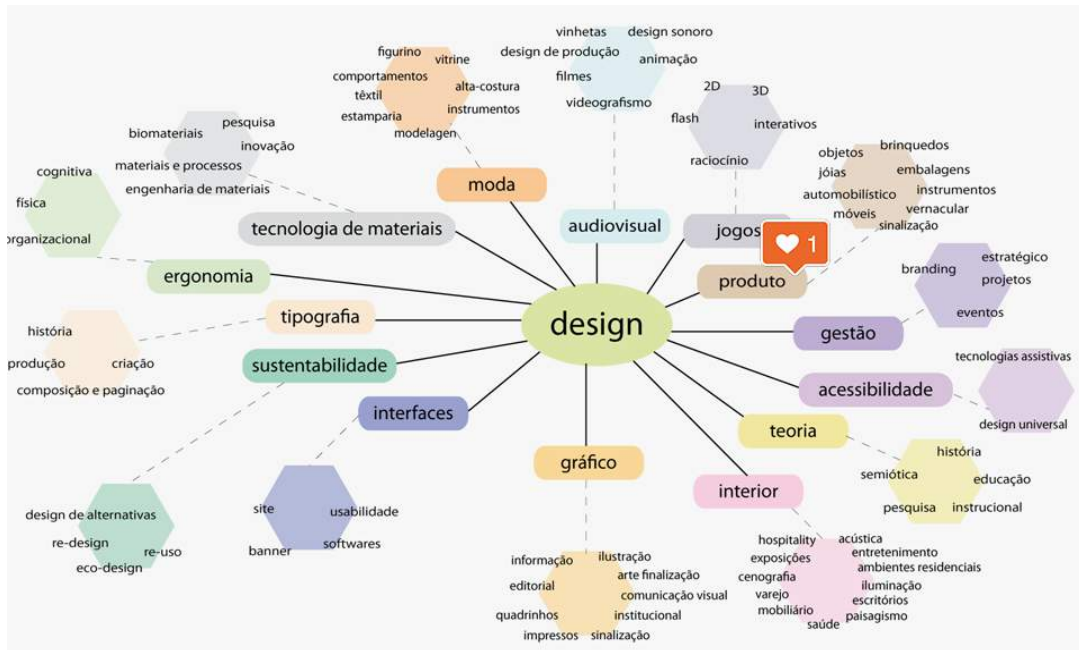 design
moda
figurino
vitrine
comportamentos
alta-costura
têxtil
instrumentos
estamparia
modelagen
audiovisual
vinhetas
design sonoro
design de produção
animação
filmes
videografismo
jogos
2D
3D
flash
interativos
raciocínio
1
produto
brinquedos
objetos
embalagens
jóias
instrumentos
automobilístico
vernacular
móveis
sinalização
gestão
estratégico
branding
projetos
eventos
acessibilidade
tecnologias assistivas
design universal
teoria
história
semiótica
educação
pesquisa
instrucional
interior
hospitality
acústica
exposições
entretenimento
ambientes residenciais
cenografia
iluminação
varejo
escritórios
mobiliário
paisagismo
saúde
gráfico
informação
ilustração
arte finalização
editorial
comunicação visual
quadrinhos
institucional
impressos
sinalização
interfaces
site
usabilidade
banner
softwares
sustentabilidade
design de alternativas
re-design
re-uso
eco-design
tipografia
história
produção
criação
composição e paginação
ergonomia
cognitiva
física
organizacional
tecnologia de materiais
biomateriais
pesquisa
inovação
materiais e processos
engenharia de materiais